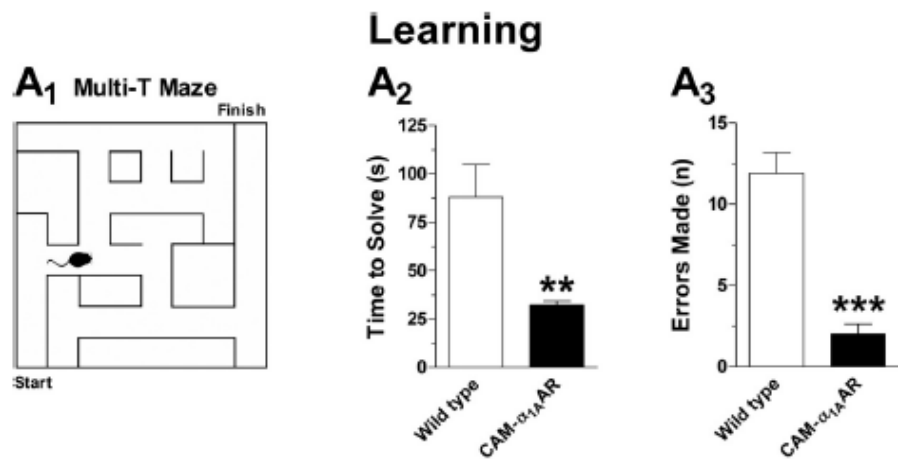 Learning
A1 Multi-T Maze
Finish
Start
A2
Time to Solve (s)
125
100
75
50
25
0
**
Wild type
CAM-α1AAR
A3
Errors Made (n)
15
10
5
0
***
Wild type
CAM-α1AAR